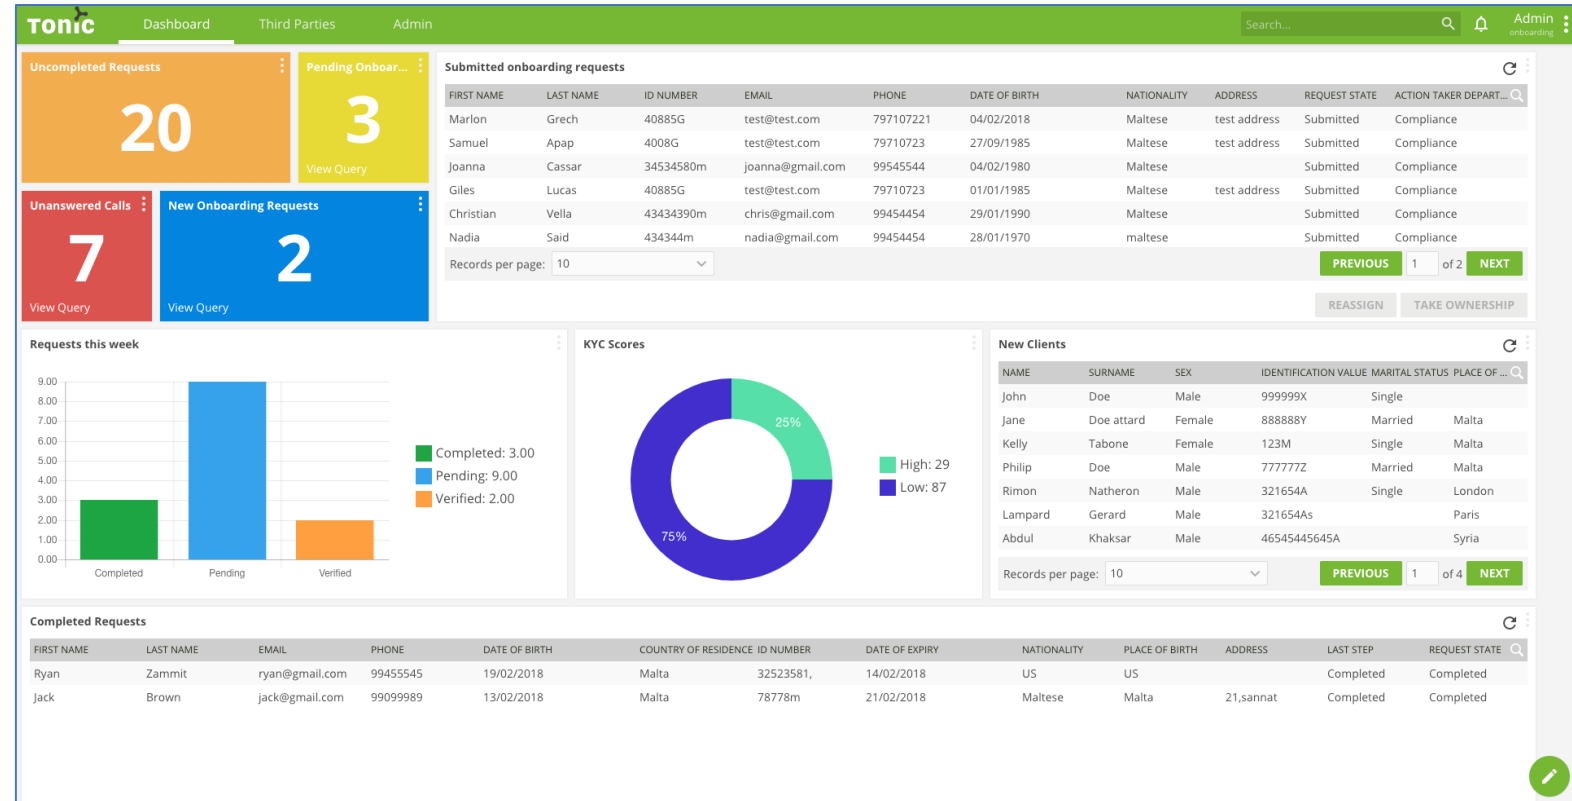 TONIC Dashboard Third Parties Admin Search... Admin
onboarding
Uncompleted Requests
20
Pending Onboar...
3
View Query
Unanswered Calls
7
View Query
New Onboarding Requests
2
View Query
Submitted onboarding requests
FIRST NAME LAST NAME ID NUMBER EMAIL PHONE DATE OF BIRTH NATIONALITY ADDRESS REQUEST STATE ACTION TAKER DEPART...
Marlon Grech 40885G test@test.com 797107221 04/02/2018 Maltese test address Submitted Compliance
Samuel Apap 4008G test@test.com 79710723 27/09/1985 Maltese test address Submitted Compliance
Joanna Cassar 34534580m joanna@gmail.com 99545544 04/02/1980 Maltese Submitted Compliance
Giles Lucas 40885G test@test.com 79710723 01/01/1985 Maltese test address Submitted Compliance
Christian Vella 43434390m chris@gmail.com 99454454 29/01/1990 Maltese Submitted Compliance
Nadia Said 434344m nadia@gmail.com 99454454 28/01/1970 maltese Submitted Compliance
Records per page: 10 PREVIOUS 1 of 2 NEXT
REASSIGN TAKE OWNERSHIP
Requests this week
9.00
8.00
7.00
6.00
5.00
4.00
3.00
2.00
1.00
0.00
Completed Pending Verified
Completed: 3.00
Pending: 9.00
Verified: 2.00
KYC Scores
25%
75%
High: 29
Low: 87
New Clients
NAME SURNAME SEX IDENTIFICATION VALUE MARITAL STATUS PLACE OF ...
John Doe Male 999999X Single
Jane Doe attard Female 888888Y Married Malta
Kelly Tabone Female 123M Single Malta
Philip Doe Male 777777Z Married Malta
Rimon Natheron Male 321654A Single London
Lampard Gerard Male 321654As Paris
Abdul Khaksar Male 46545445645A Syria
Records per page: 10 PREVIOUS 1 of 4 NEXT
Completed Requests
FIRST NAME LAST NAME EMAIL PHONE DATE OF BIRTH COUNTRY OF RESIDENCE ID NUMBER DATE OF EXPIRY NATIONALITY PLACE OF BIRTH ADDRESS LAST STEP REQUEST STATE
Ryan Zammit ryan@gmail.com 99455545 19/02/2018 Malta 32523581, 14/02/2018 US US Completed Completed
Jack Brown jack@gmail.com 99099989 13/02/2018 Malta 78778m 21/02/2018 Maltese Malta 21,sannat Completed Completed